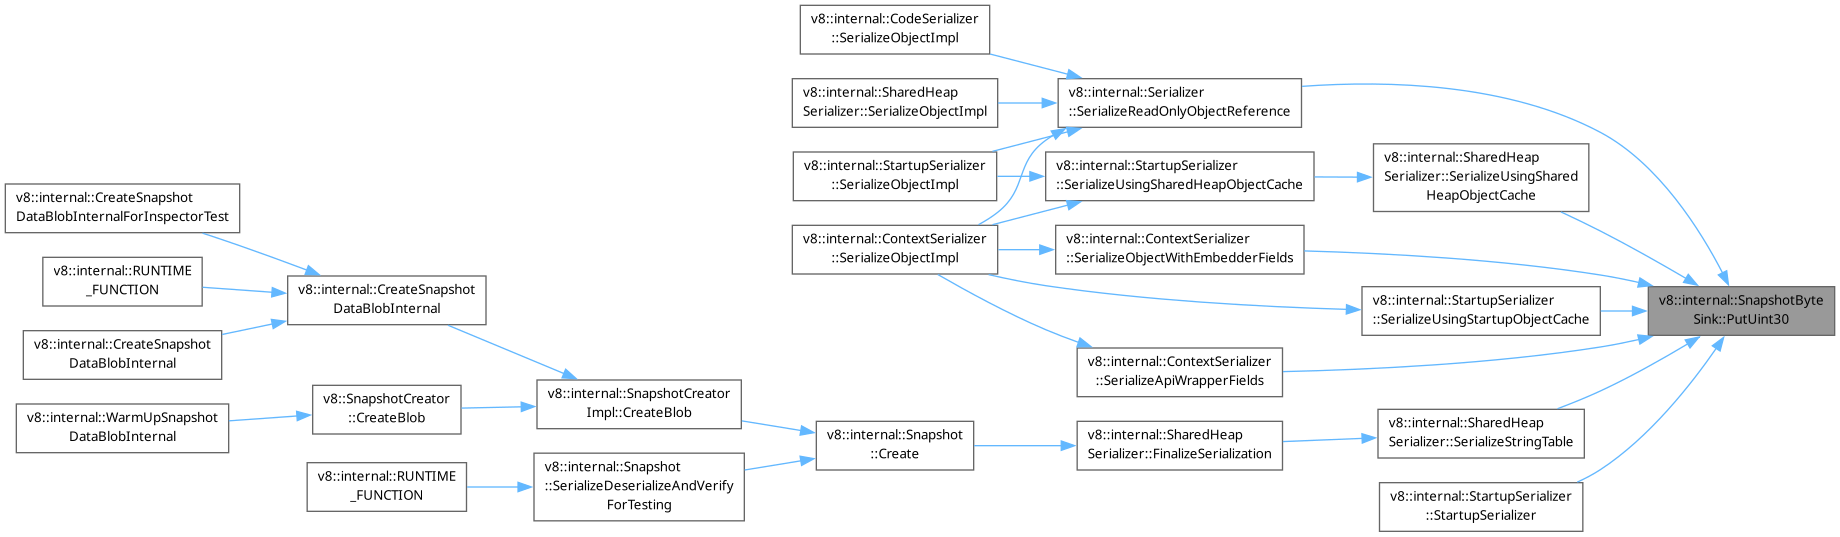 v8::internal::CodeSerializer
::SerializeObjectImpl
v8::internal::SharedHeap
Serializer::SerializeObjectImpl
v8::internal::Serializer
::SerializeReadOnlyObjectReference
v8::internal::StartupSerializer
::SerializeObjectImpl
v8::internal::StartupSerializer
::SerializeUsingSharedHeapObjectCache
v8::internal::SharedHeap
Serializer::SerializeUsingShared
HeapObjectCache
v8::internal::CreateSnapshot
DataBlobInternalForInspectorTest
v8::internal::ContextSerializer
::SerializeObjectImpl
v8::internal::ContextSerializer
::SerializeObjectWithEmbedderFields
v8::internal::RUNTIME
_FUNCTION
v8::internal::CreateSnapshot
DataBlobInternal
v8::internal::StartupSerializer
::SerializeUsingStartupObjectCache
v8::internal::SnapshotByte
Sink::PutUint30
v8::internal::CreateSnapshot
DataBlobInternal
v8::internal::ContextSerializer
::SerializeApiWrapperFields
v8::internal::WarmUpSnapshot
DataBlobInternal
v8::SnapshotCreator
::CreateBlob
v8::internal::SnapshotCreator
Impl::CreateBlob
v8::internal::Snapshot
::Create
v8::internal::SharedHeap
Serializer::FinalizeSerialization
v8::internal::SharedHeap
Serializer::SerializeStringTable
v8::internal::RUNTIME
_FUNCTION
v8::internal::Snapshot
::SerializeDeserializeAndVerify
ForTesting
v8::internal::StartupSerializer
::StartupSerializer